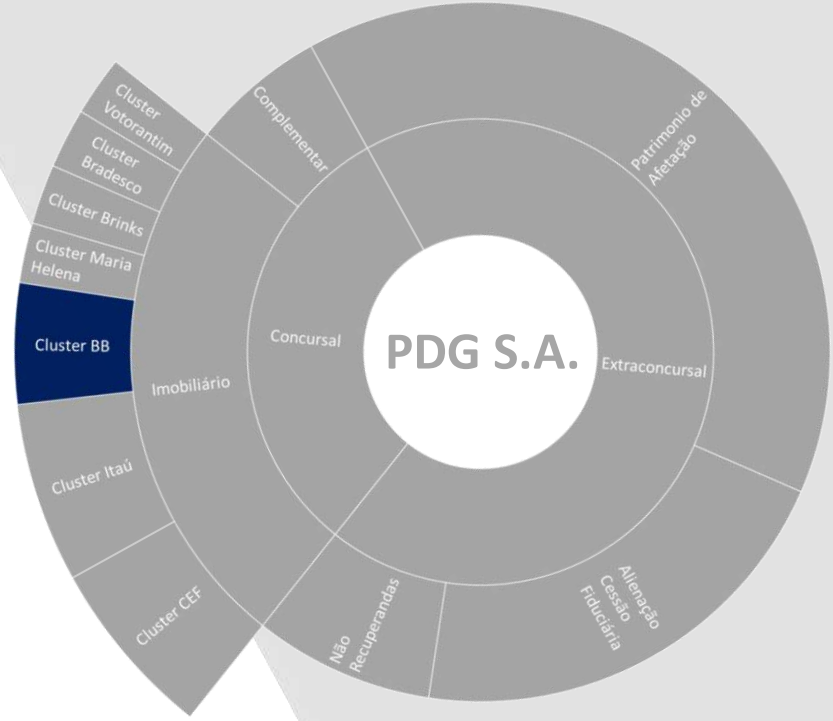 Cluster
Votorantim
Cluster
Bradesco
Cluster Brinks
Cluster Maria
Helena
Cluster BB
Cluster Itaú
Cluster CEF
Complementar
Imobiliário
Concursal
PDG S.A.
Extraconcursal
Patrimonio de
Afetação
Alienação
Cessão
Fiduciária
Não
Recuperandas